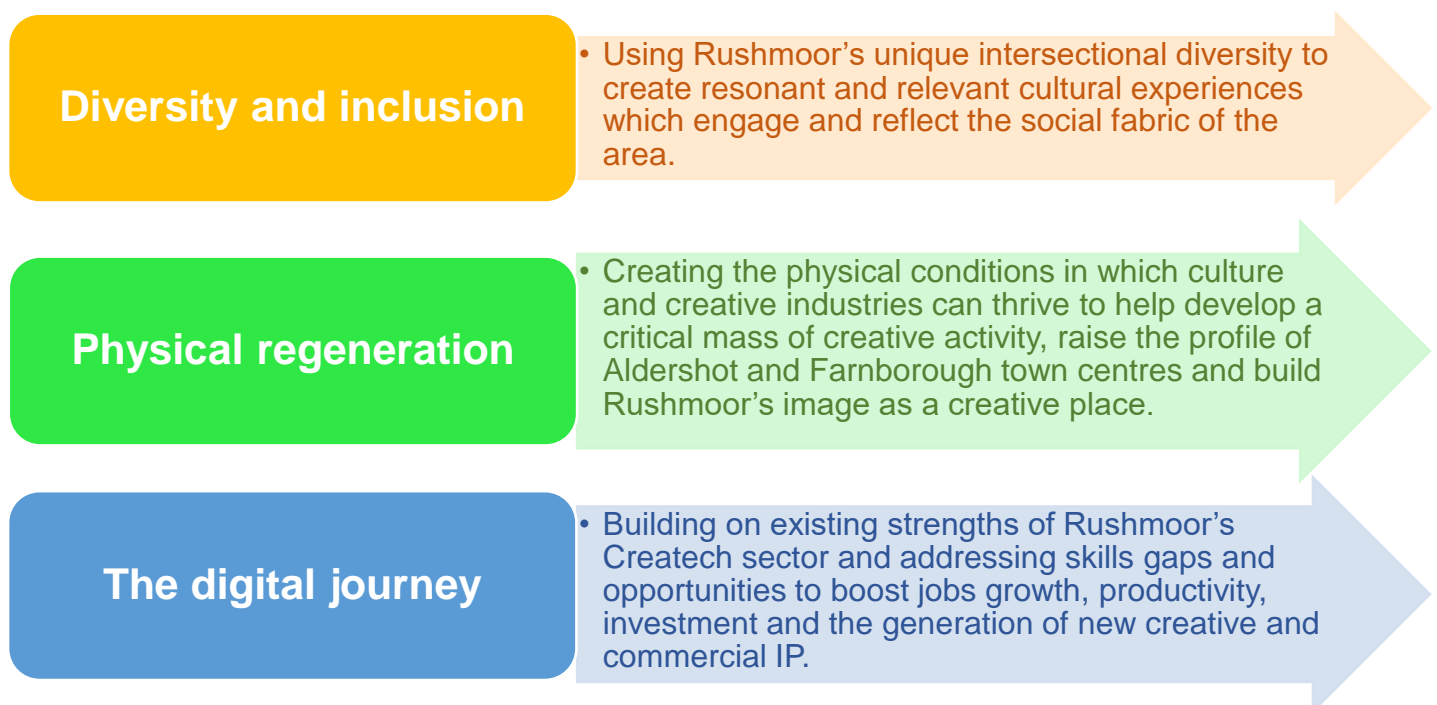 Diversity and inclusion
• Using Rushmoor’s unique intersectional diversity to
create resonant and relevant cultural experiences
which engage and reflect the social fabric of the
area.
Physical regeneration
• Creating the physical conditions in which culture
and creative industries can thrive to help develop a
critical mass of creative activity, raise the profile of
Aldershot and Farnborough town centres and build
Rushmoor’s image as a creative place.
The digital journey
• Building on existing strengths of Rushmoor’s
Createch sector and addressing skills gaps and
opportunities to boost jobs growth, productivity,
investment and the generation of new creative and
commercial IP.